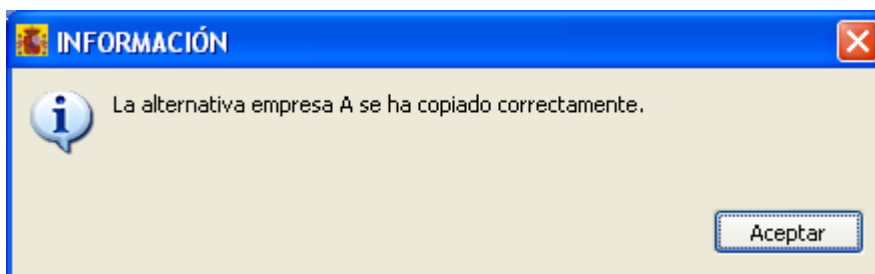 INFORMACIÓN
La alternativa empresa A se ha copiado correctamente.
Aceptar